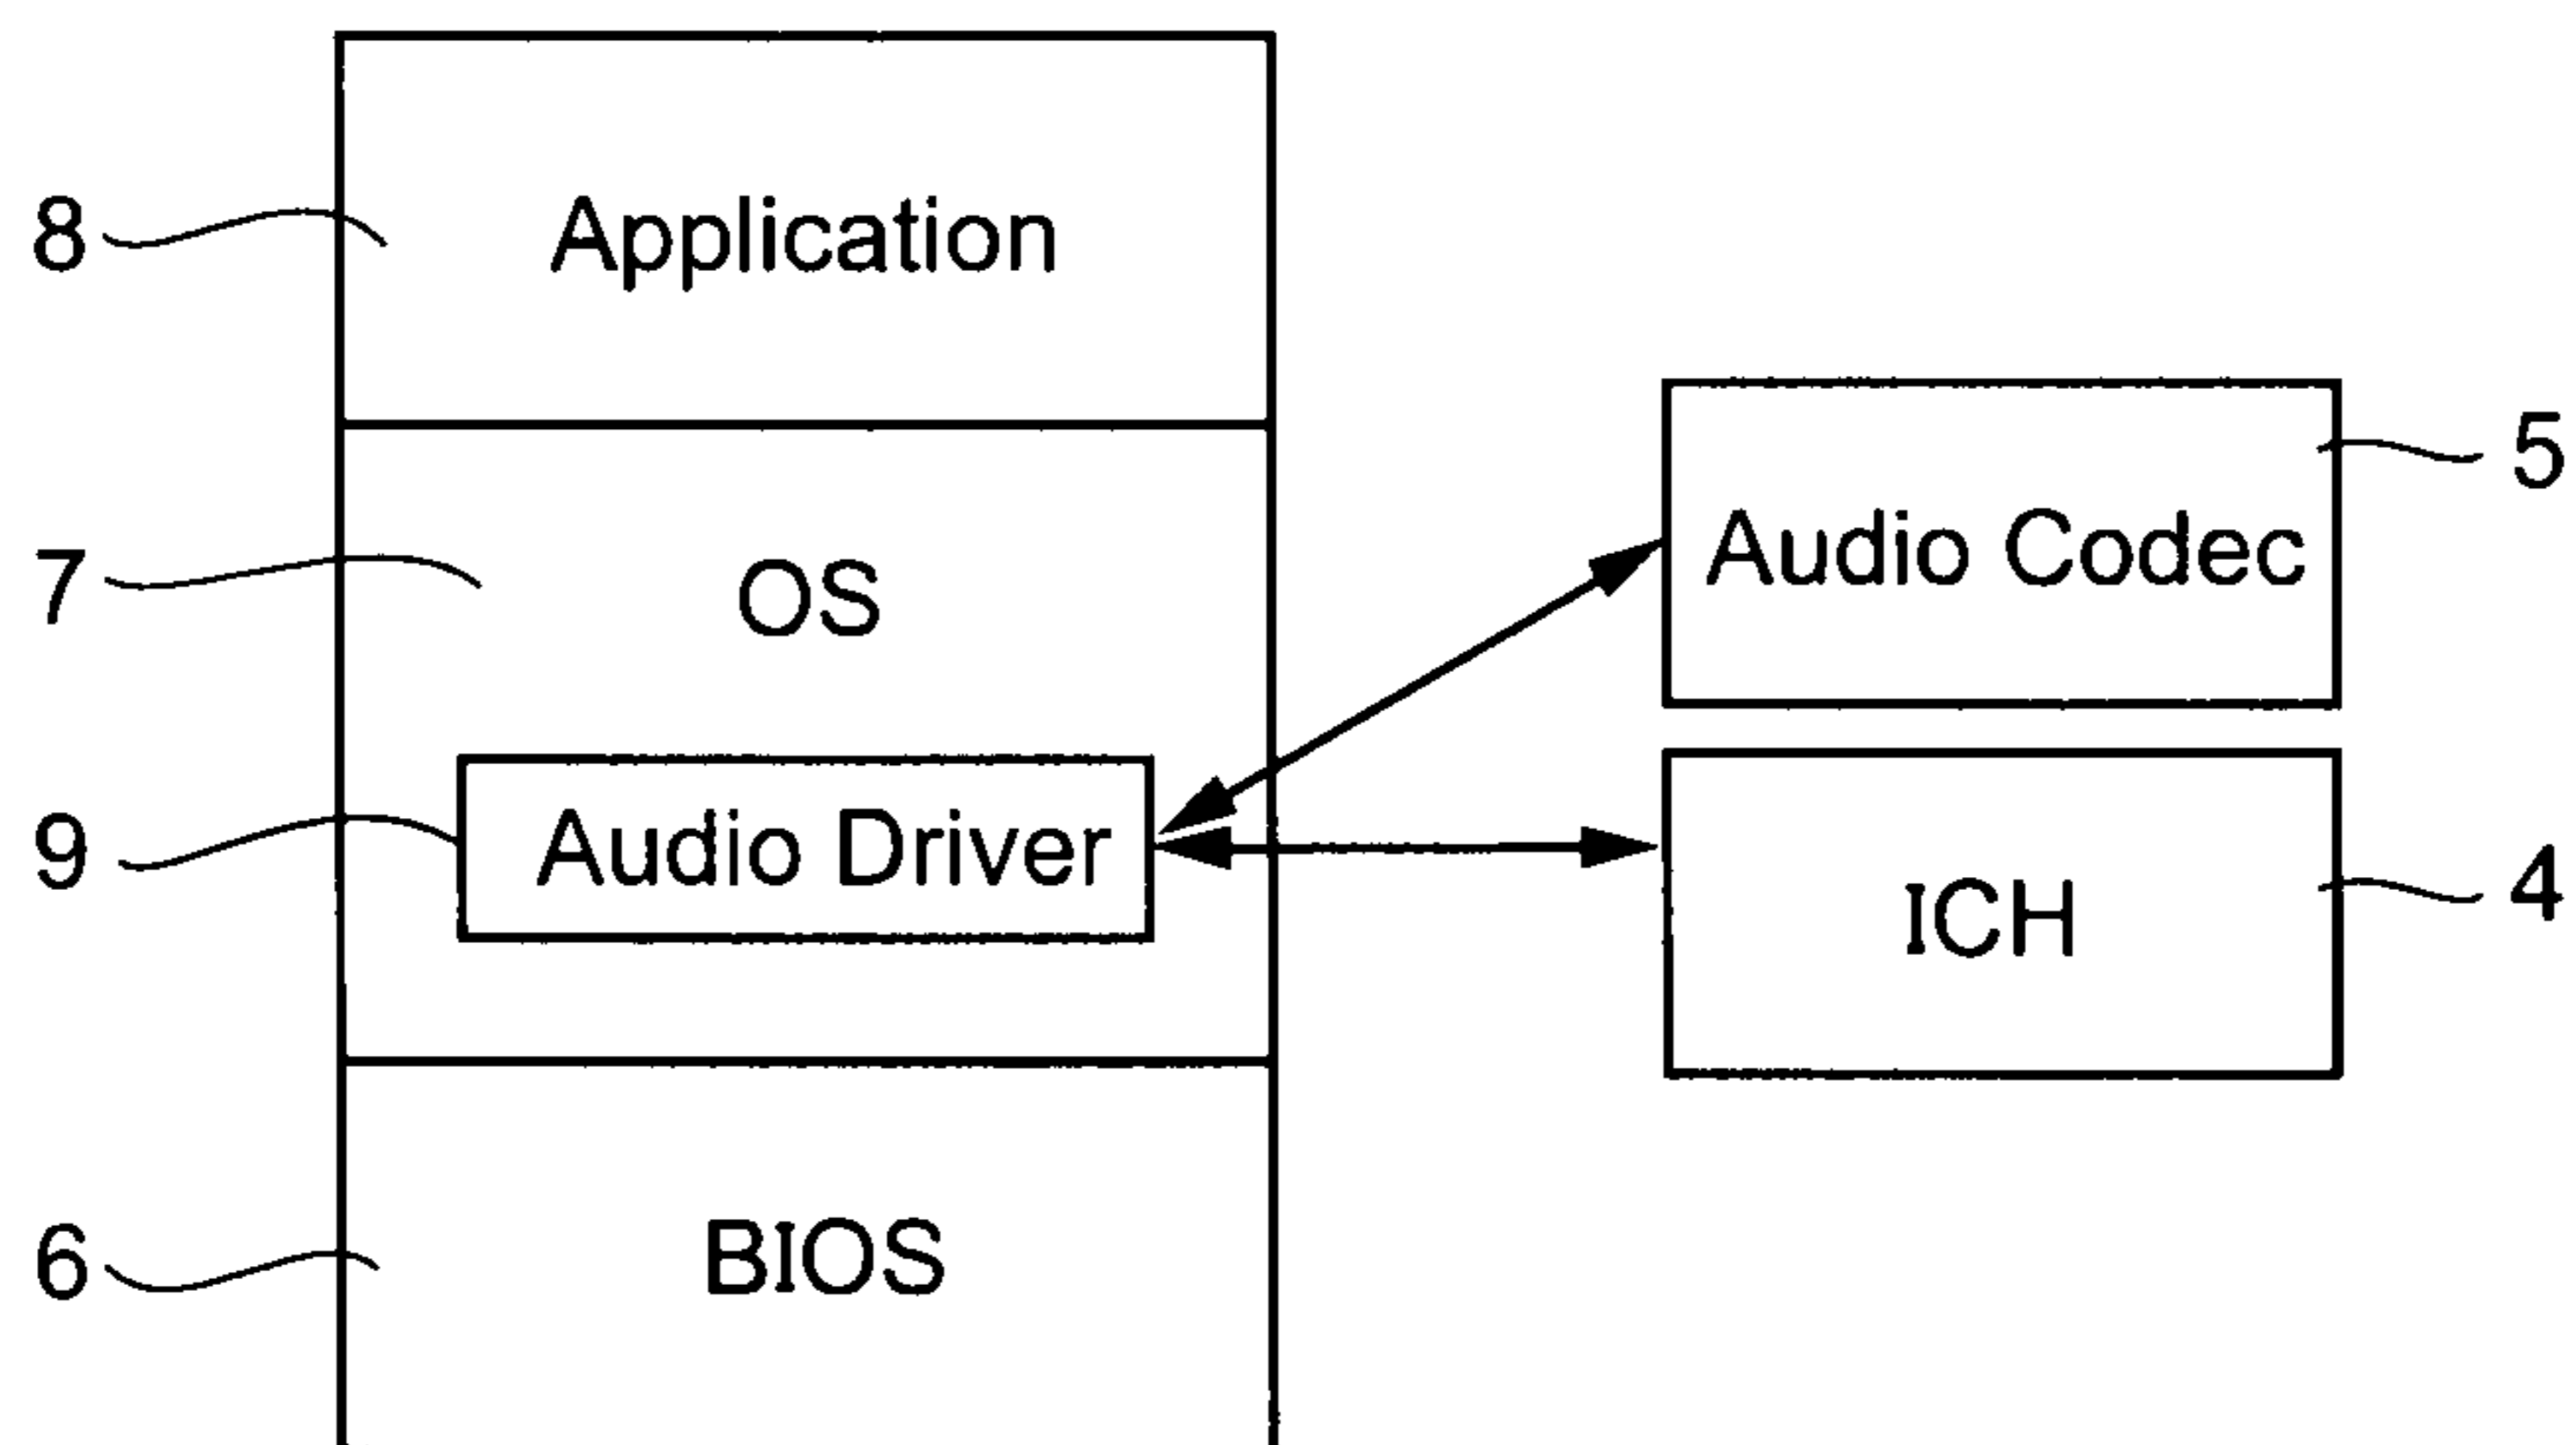 8
Application
5
Audio Codec
7
OS
9
Audio Driver
4
ICH
6
BIOS